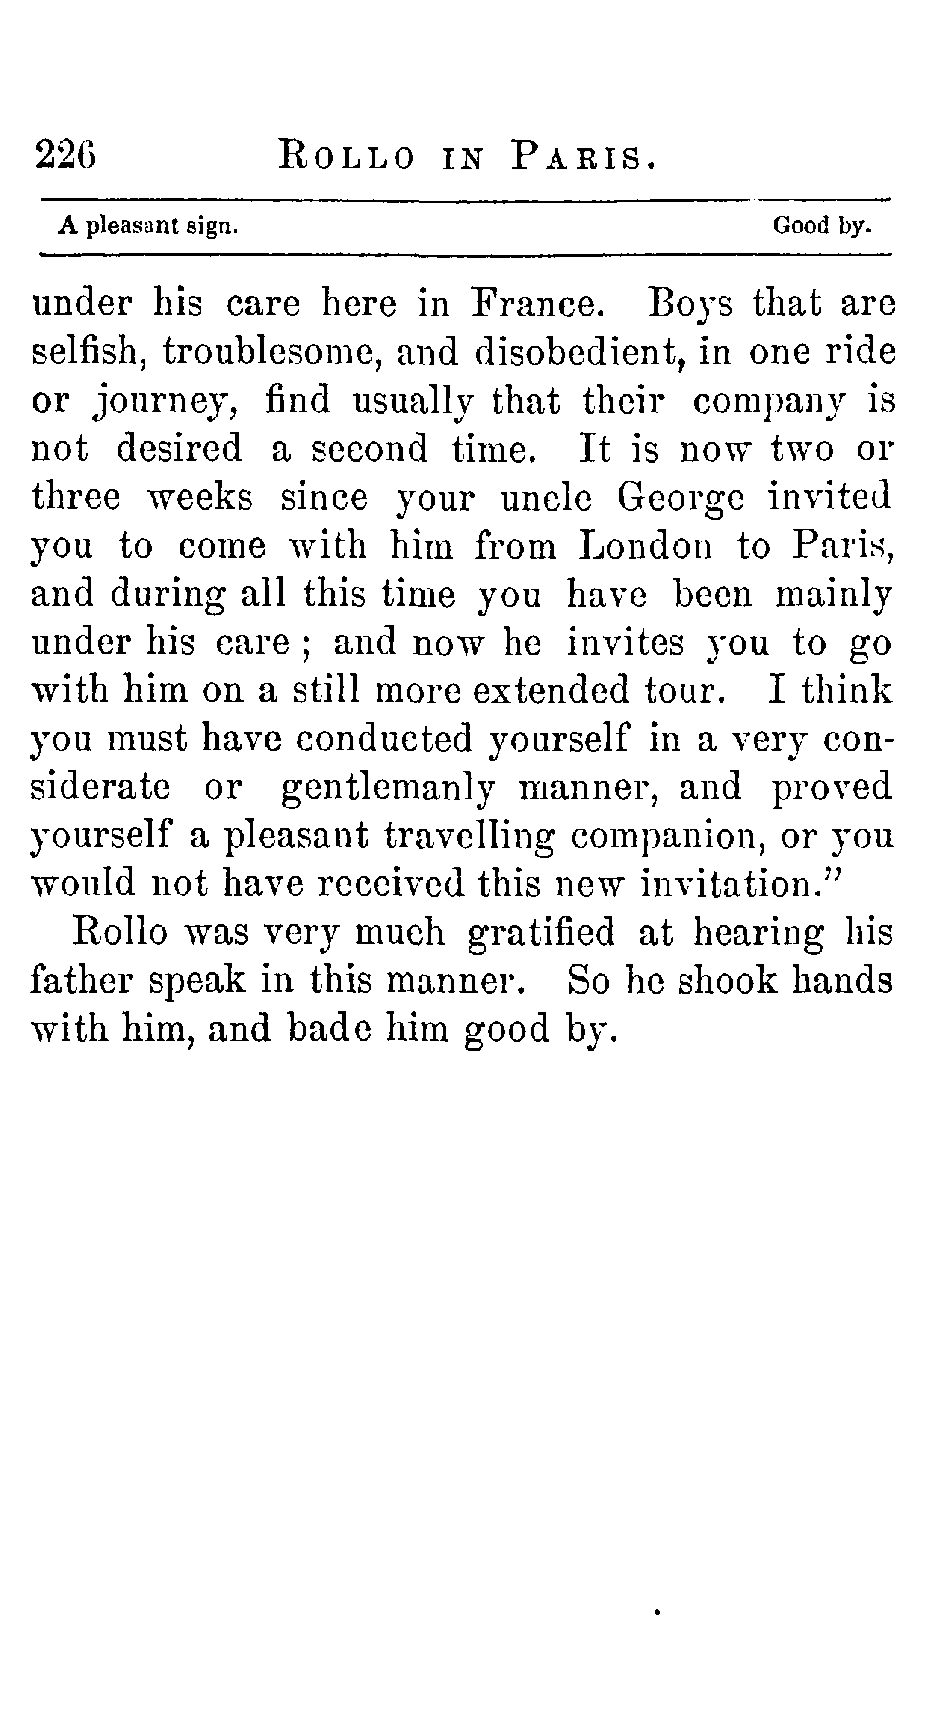 226 ROLLO IN PARIS.
A pleasant sign. Good by.
under his care here in France. Boys that are
selfish, troublesome, and disobedient, in one ride
or journey, find usually that their company is
not desired a second time. It is now two or
three weeks since your uncle George invited
you to come with him from London to Paris,
and during all this time you have been mainly
under his care; and now he invites you to go
with him on a still more extended tour. I think
you must have conducted yourself in a very con-
siderate or gentlemanly manner, and proved
yourself a pleasant travelling companion, or you
would not have received this new invitation."
Rollo was very much gratified at hearing his
father speak in this manner. So he shook hands
with him, and bade him good by.